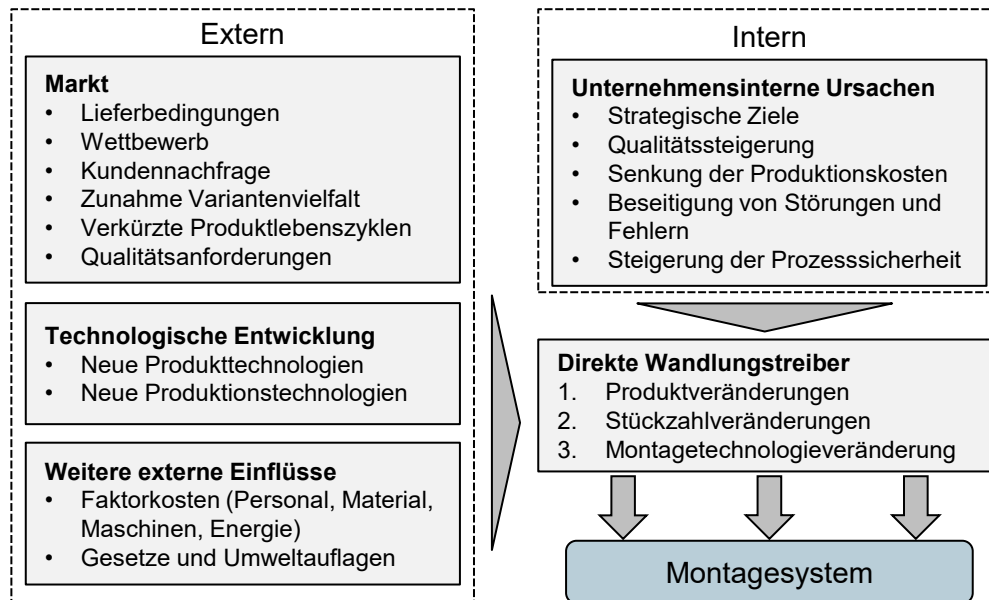 Extern
Markt
• Lieferbedingungen
• Wettbewerb
• Kundennachfrage
• Zunahme Variantenvielfalt
• Verkürzte Produktlebenszyklen
• Qualitätsanforderungen
Technologische Entwicklung
• Neue Produkttechnologien
• Neue Produktionstechnologien
Weitere externe Einflüsse
• Faktorkosten (Personal, Material,
Maschinen, Energie)
• Gesetze und Umweltauflagen
Intern
Unternehmensinterne Ursachen
• Strategische Ziele
• Qualitätssteigerung
• Senkung der Produktionskosten
• Beseitigung von Störungen und
Fehlern
• Steigerung der Prozesssicherheit
Direkte Wandlungstreiber
1. Produktveränderungen
2. Stückzahlveränderungen
3. Montagetechnologieveränderung
Montagesystem